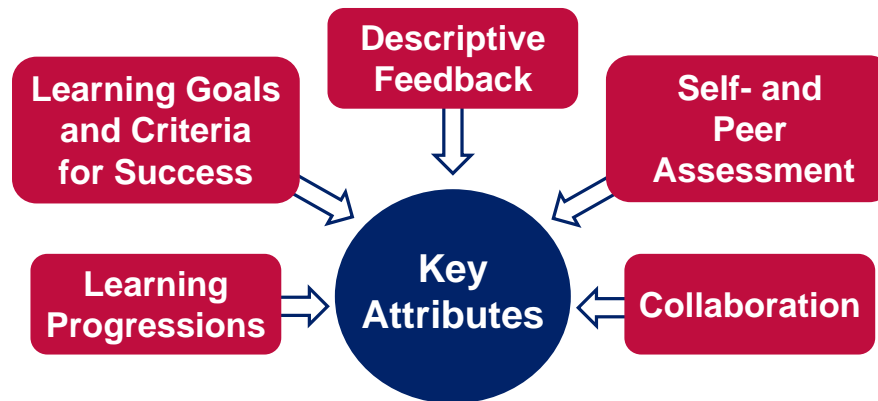 Descriptive
Feedback
Learning Goals
and Criteria
for Success
Self- and
Peer
Assessment
Learning
Progressions
Key
Attributes
Collaboration